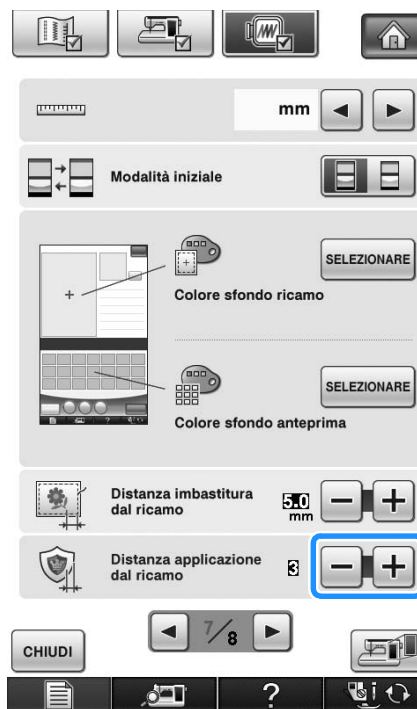 mm
Modalità iniziale
SELEZIONARE
Colore sfondo ricamo
SELEZIONARE
Colore sfondo anteprima
Distanza imbastitura
dal ricamo
5.0
mm
Distanza applicazione
dal ricamo
3
7/8
CHIUDI
?